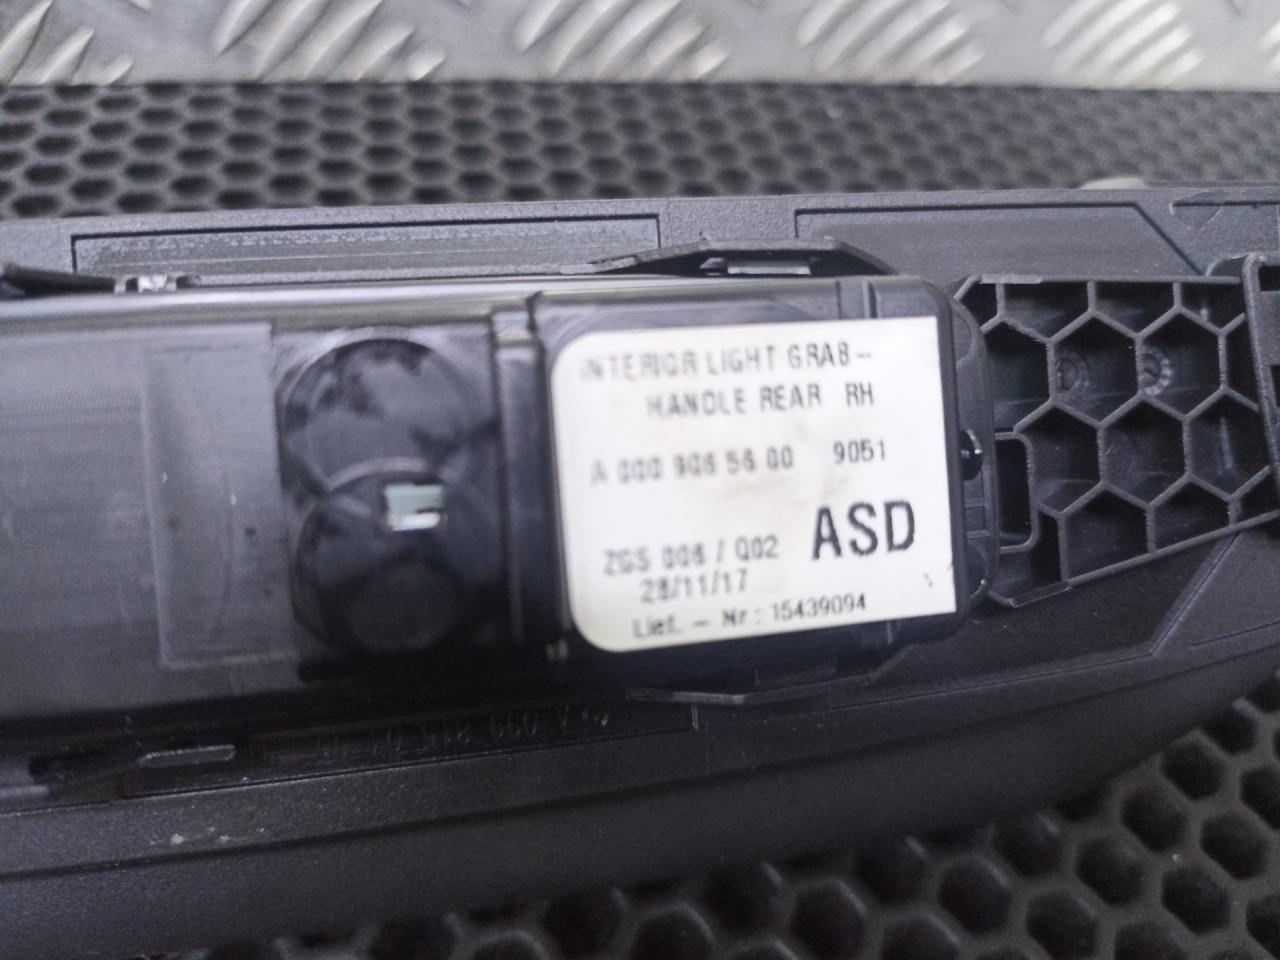 INTERIOR LIGHT GRAB-
HANDLE REAR RH
A 000 906 56 00 9051
ZGS 006 / Q02 ASD
28/11/17
Lief. - Nr: 15439094